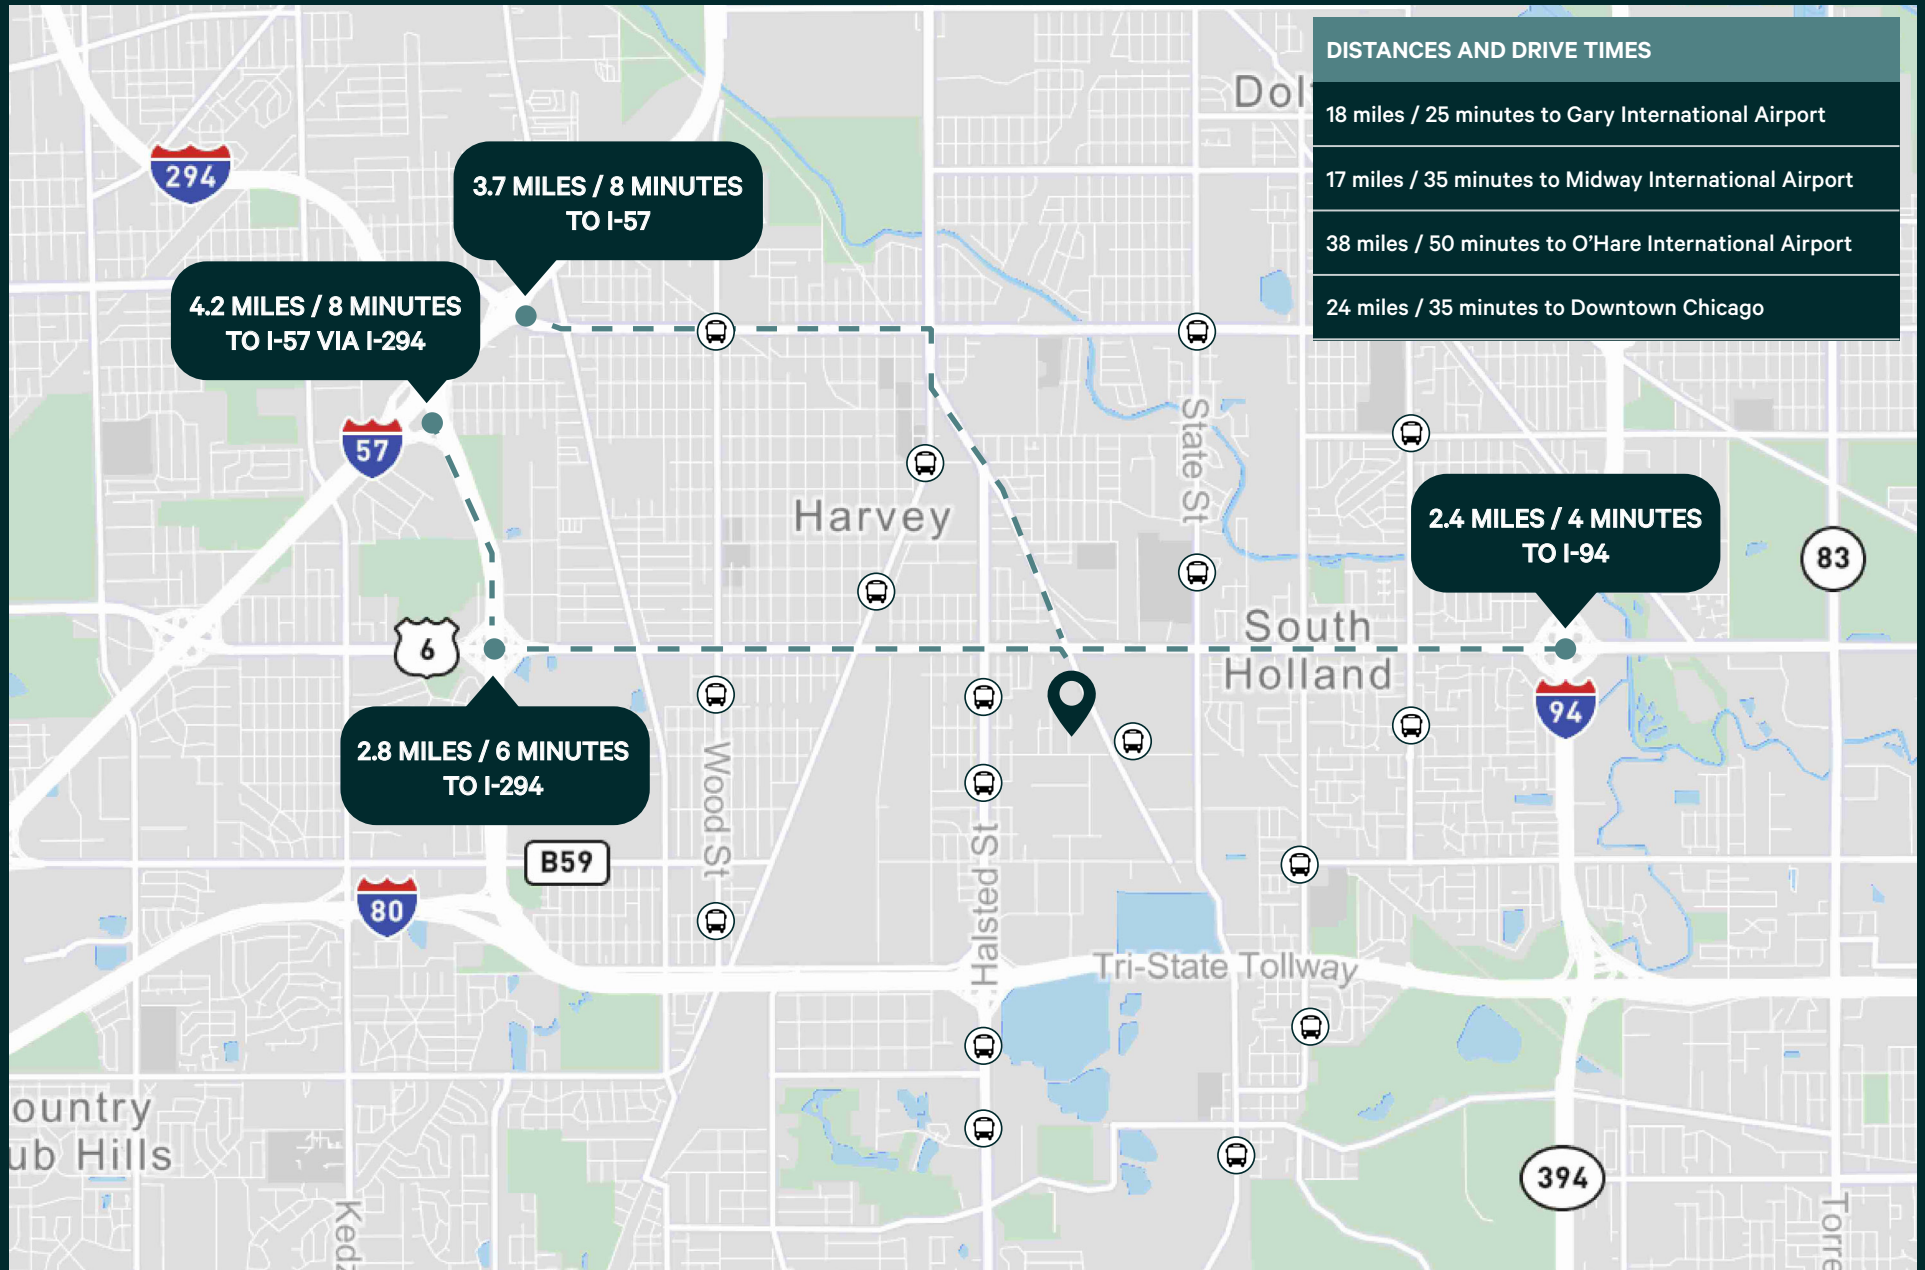 DISTANCES AND DRIVE TIMES
18 miles / 25 minutes to Gary International Airport
17 miles / 35 minutes to Midway International Airport
38 miles / 50 minutes to O'Hare International Airport
24 miles / 35 minutes to Downtown Chicago
Dol
294
3.7 MILES / 8 MINUTES
TO I-57
4.2 MILES / 8 MINUTES
TO I-57 VIA I-294
57
Harvey
State St
2.4 MILES / 4 MINUTES
TO I-94
83
6
South
Holland
94
2.8 MILES / 6 MINUTES
TO I-294
Wood St
Halsted St
B59
80
Tri-State Tollway
ountry
ub Hills
394
Kedz
Torre